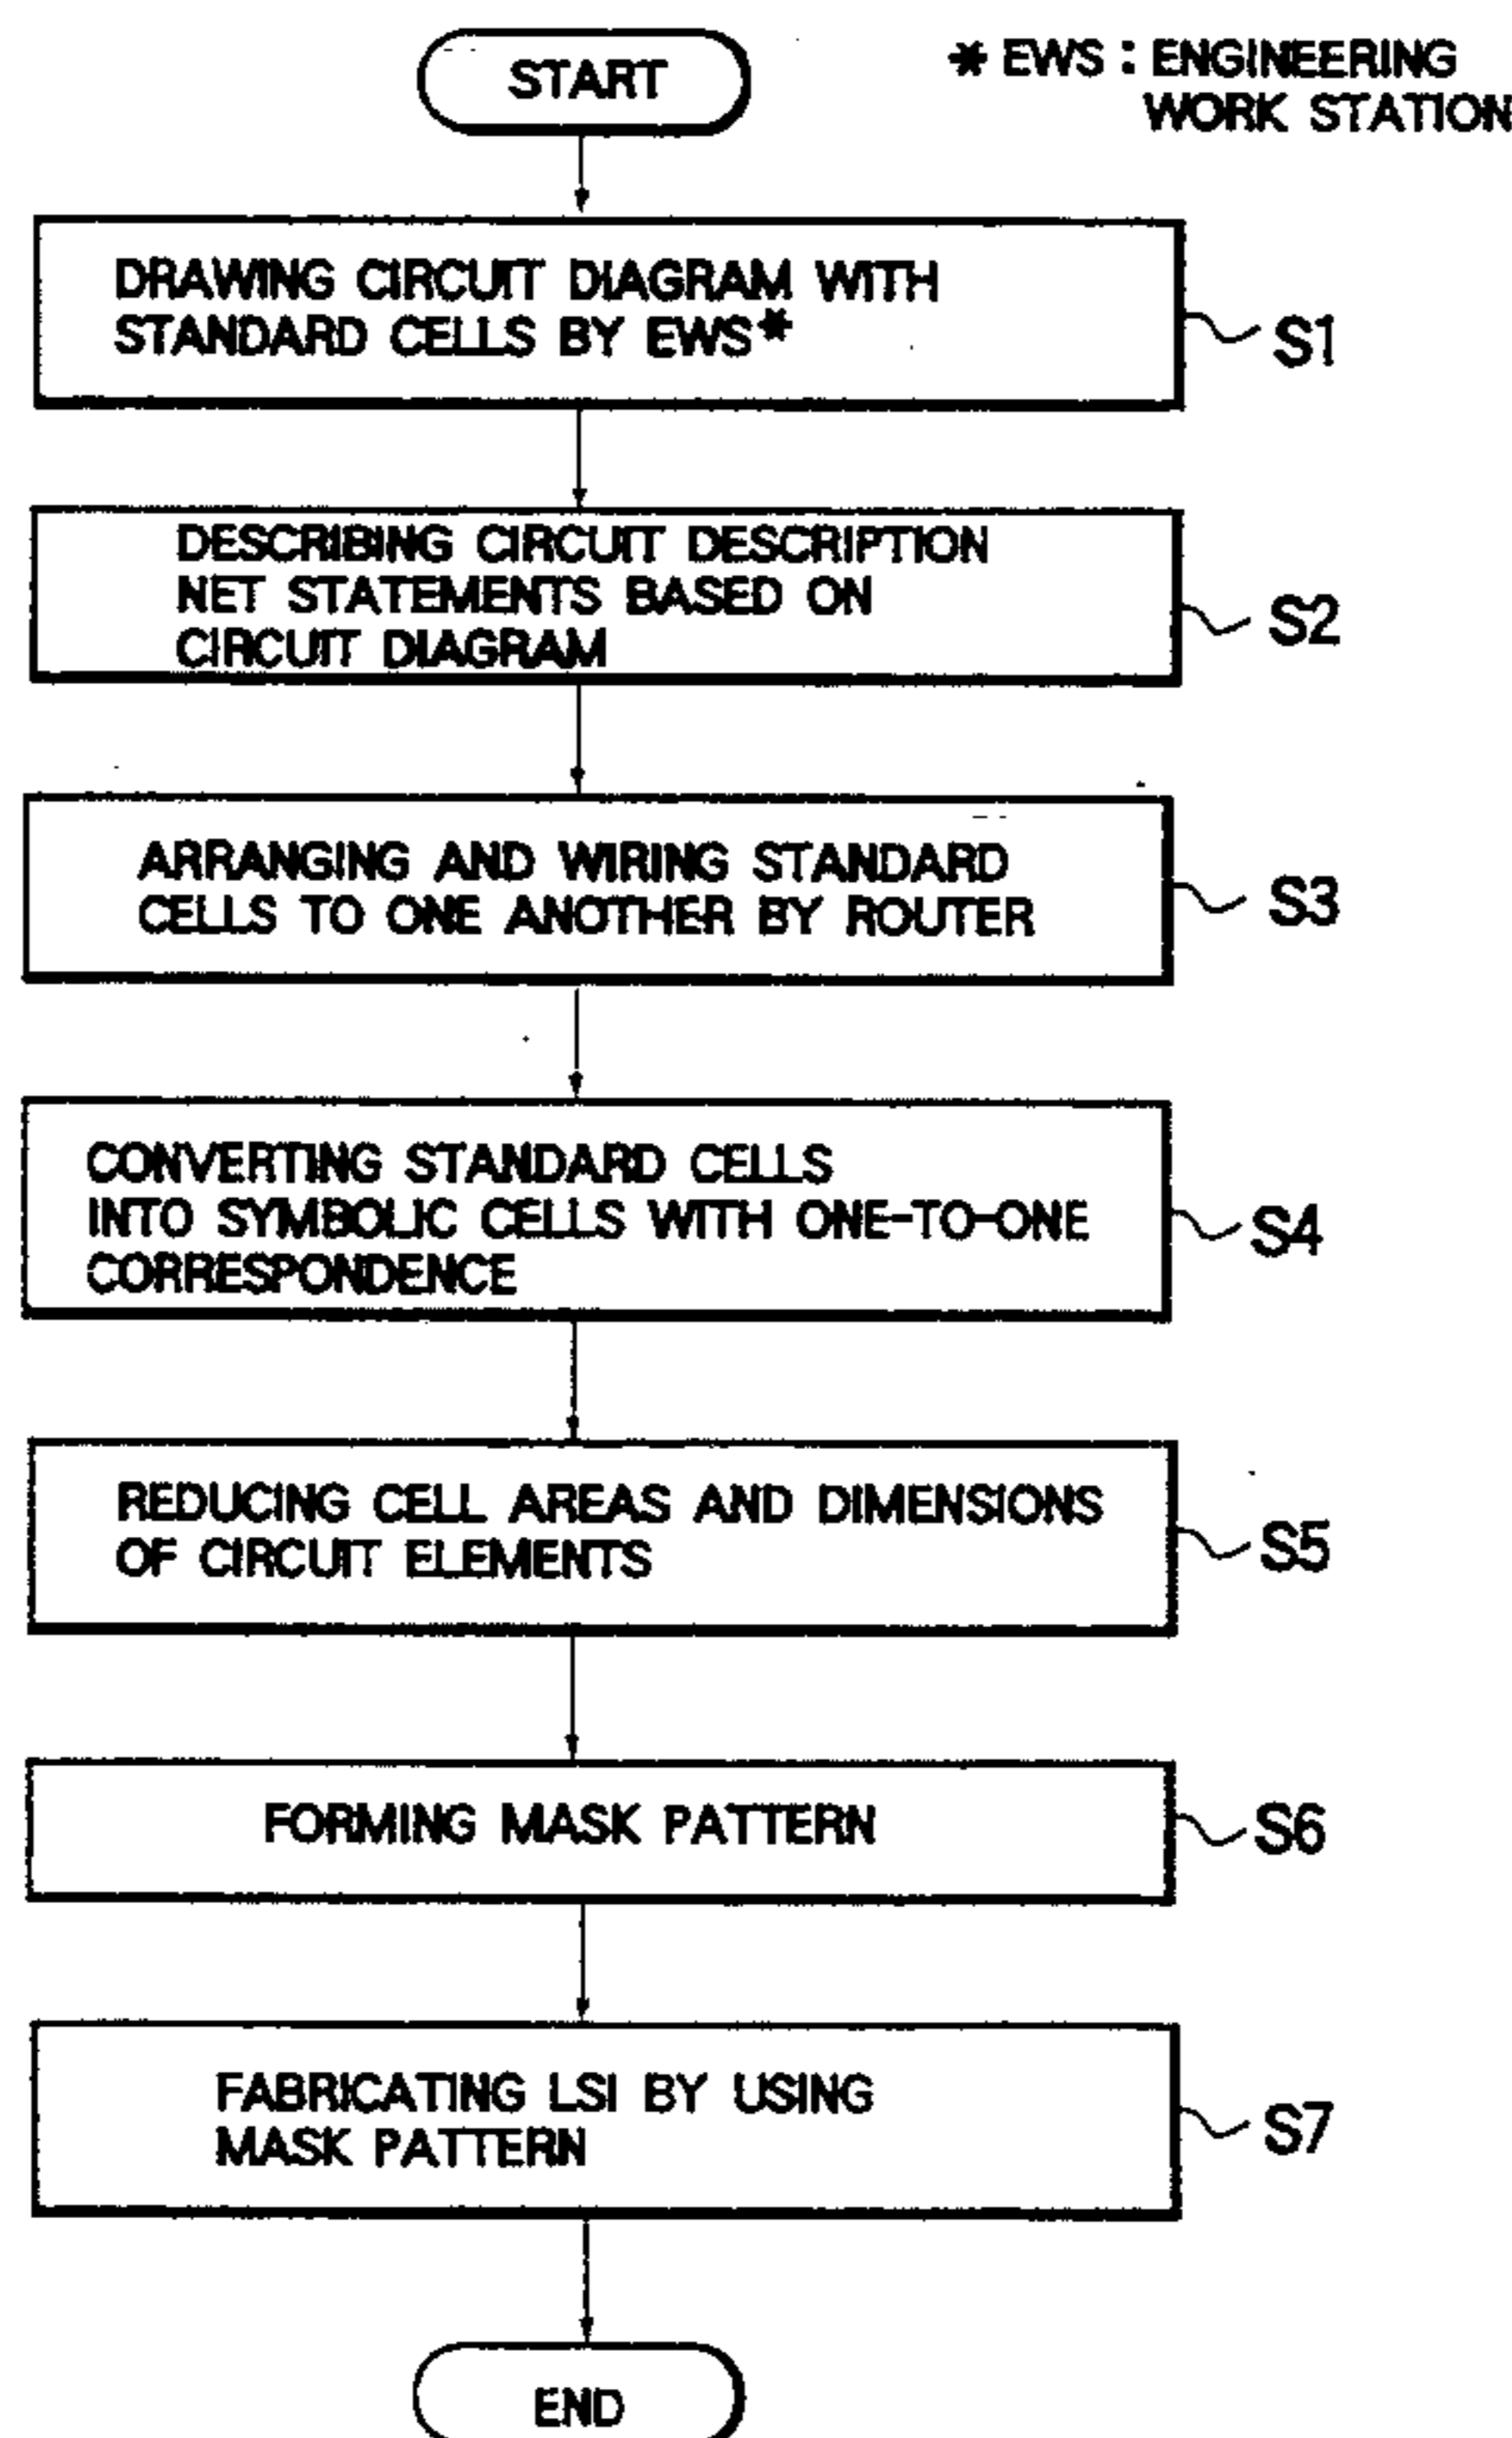 START
* EWS : ENGINEERING
WORK STATION
DRAWING CIRCUIT DIAGRAM WITH
STANDARD CELLS BY EWS*
S1
DESCRIBING CIRCUIT DESCRIPTION
NET STATEMENTS BASED ON
CIRCUIT DIAGRAM
S2
ARRANGING AND WIRING STANDARD
CELLS TO ONE ANOTHER BY ROUTER
S3
CONVERTING STANDARD CELLS
INTO SYMBOLIC CELLS WITH ONE-TO-ONE
CORRESPONDENCE
S4
REDUCING CELL AREAS AND DIMENSIONS
OF CIRCUIT ELEMENTS
S5
FORMING MASK PATTERN
S6
FABRICATING LSI BY USING
MASK PATTERN
S7
END